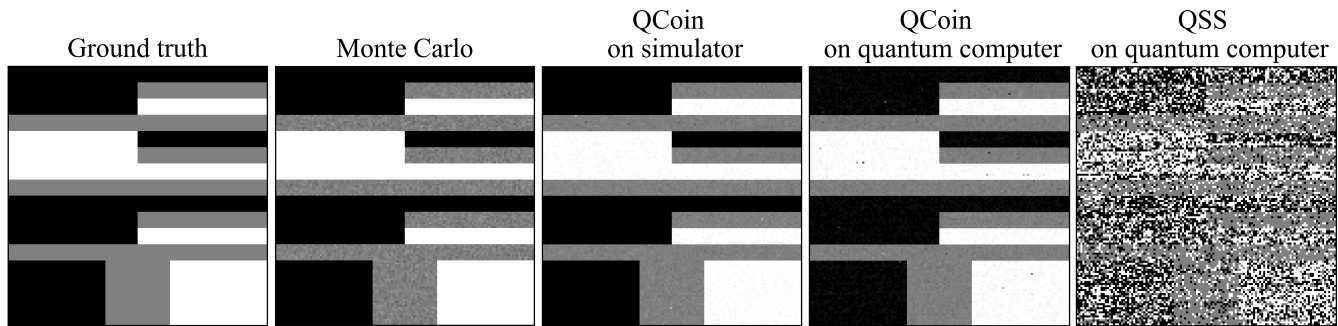 Ground truth
Monte Carlo
QCoin
on simulator
QCoin
on quantum computer
QSS
on quantum computer